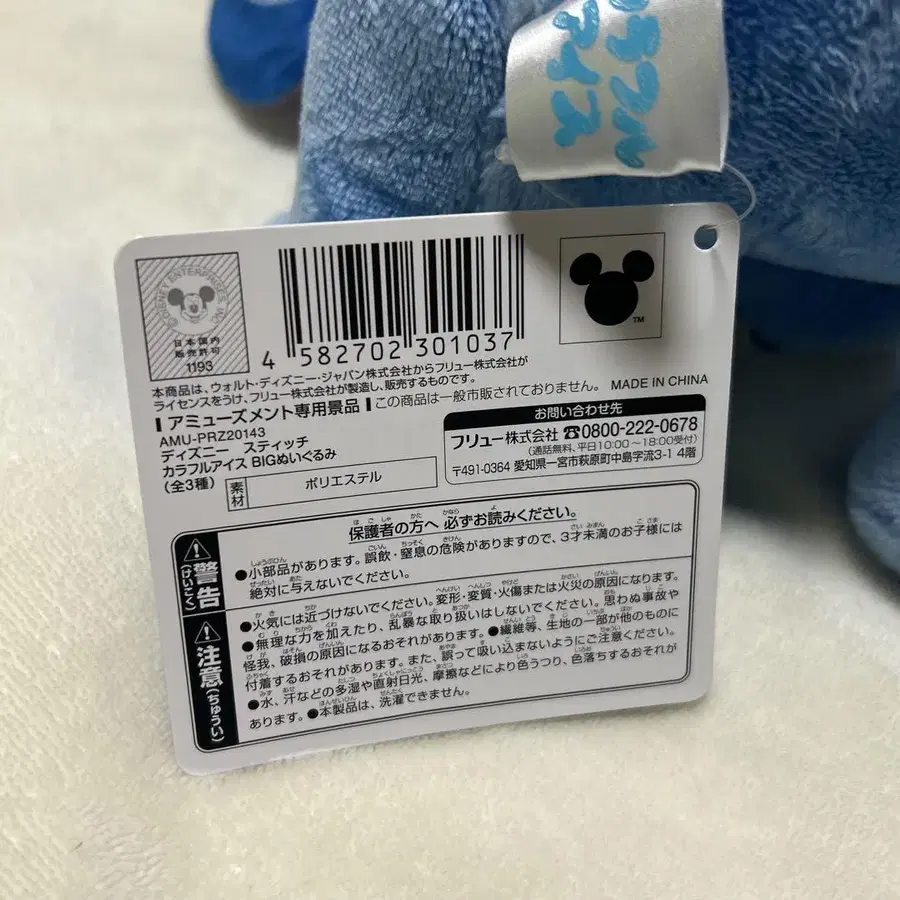 カラフル
アイス
© DISNEY ENTERPRISES, INC.
日本国内
販売許可
1193
4 582702 301037
TM
本商品は、ウォルト・ディズニー・ジャパン株式会社からフリュー株式会社が
ライセンスをうけ、フリュー株式会社が製造し、販売するものです。
アミューズメント専用景品 この商品は一般市販されておりません。 MADE IN CHINA
AMU-PRZ20143
ディズニー スティッチ
カラフルアイス BIGぬいぐるみ
(全3種)
素材 ポリエステル
お問い合わせ先
フリュー株式会社 ☎0800-222-0678
(通話無料、平日10:00〜18:00受付)
〒491-0364 愛知県一宮市萩原町中島字流3-1 4階
保護者の方へ 必ずお読みください。
警告(けいこく)
●小部品があります。誤飲・窒息の危険がありますので、3才未満のお子様には
絶対に与えないでください。
注意(ちゅうい)
●火気には近づけないでください。変形・変質・火傷または火災の原因になります。
●無理な力を加えたり、乱暴な取り扱いはしないでください。思わぬ事故や
怪我、破損の原因になるおそれがあります。●繊維等、生地の一部が他のものに
付着するおそれがあります。また、誤って吸い込まないようにご注意ください。
●水、汗などの多湿や直射日光、摩擦などにより色うつり、色落ちするおそれが
あります。●本製品は、洗濯できません。